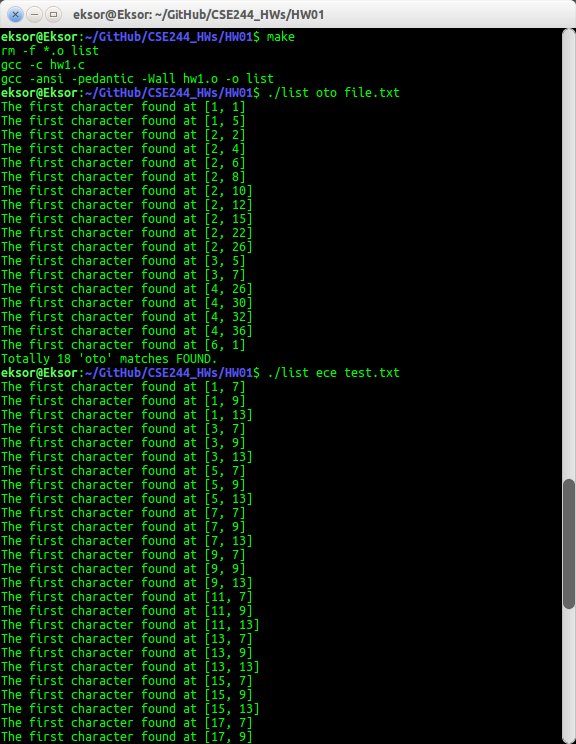 eksor@Eksor: ~/GitHub/CSE244_HWs/HW01
eksor@Eksor:~/GitHub/CSE244_HWs/HW01$ make
rm -f *.o list
gcc -c hw1.c
gcc -ansi -pedantic -Wall hw1.o -o list
eksor@Eksor:~/GitHub/CSE244_HWs/HW01$ ./list oto file.txt
The first character found at [1, 1]
The first character found at [1, 5]
The first character found at [2, 2]
The first character found at [2, 4]
The first character found at [2, 6]
The first character found at [2, 8]
The first character found at [2, 10]
The first character found at [2, 12]
The first character found at [2, 15]
The first character found at [2, 22]
The first character found at [2, 26]
The first character found at [3, 5]
The first character found at [3, 7]
The first character found at [4, 26]
The first character found at [4, 30]
The first character found at [4, 32]
The first character found at [4, 36]
The first character found at [6, 1]
Totally 18 'oto' matches FOUND.
eksor@Eksor:~/GitHub/CSE244_HWs/HW01$ ./list ece test.txt
The first character found at [1, 7]
The first character found at [1, 9]
The first character found at [1, 13]
The first character found at [3, 7]
The first character found at [3, 9]
The first character found at [3, 13]
The first character found at [5, 7]
The first character found at [5, 9]
The first character found at [5, 13]
The first character found at [7, 7]
The first character found at [7, 9]
The first character found at [7, 13]
The first character found at [9, 7]
The first character found at [9, 9]
The first character found at [9, 13]
The first character found at [11, 7]
The first character found at [11, 9]
The first character found at [11, 13]
The first character found at [13, 7]
The first character found at [13, 9]
The first character found at [13, 13]
The first character found at [15, 7]
The first character found at [15, 9]
The first character found at [15, 13]
The first character found at [17, 7]
The first character found at [17, 9]